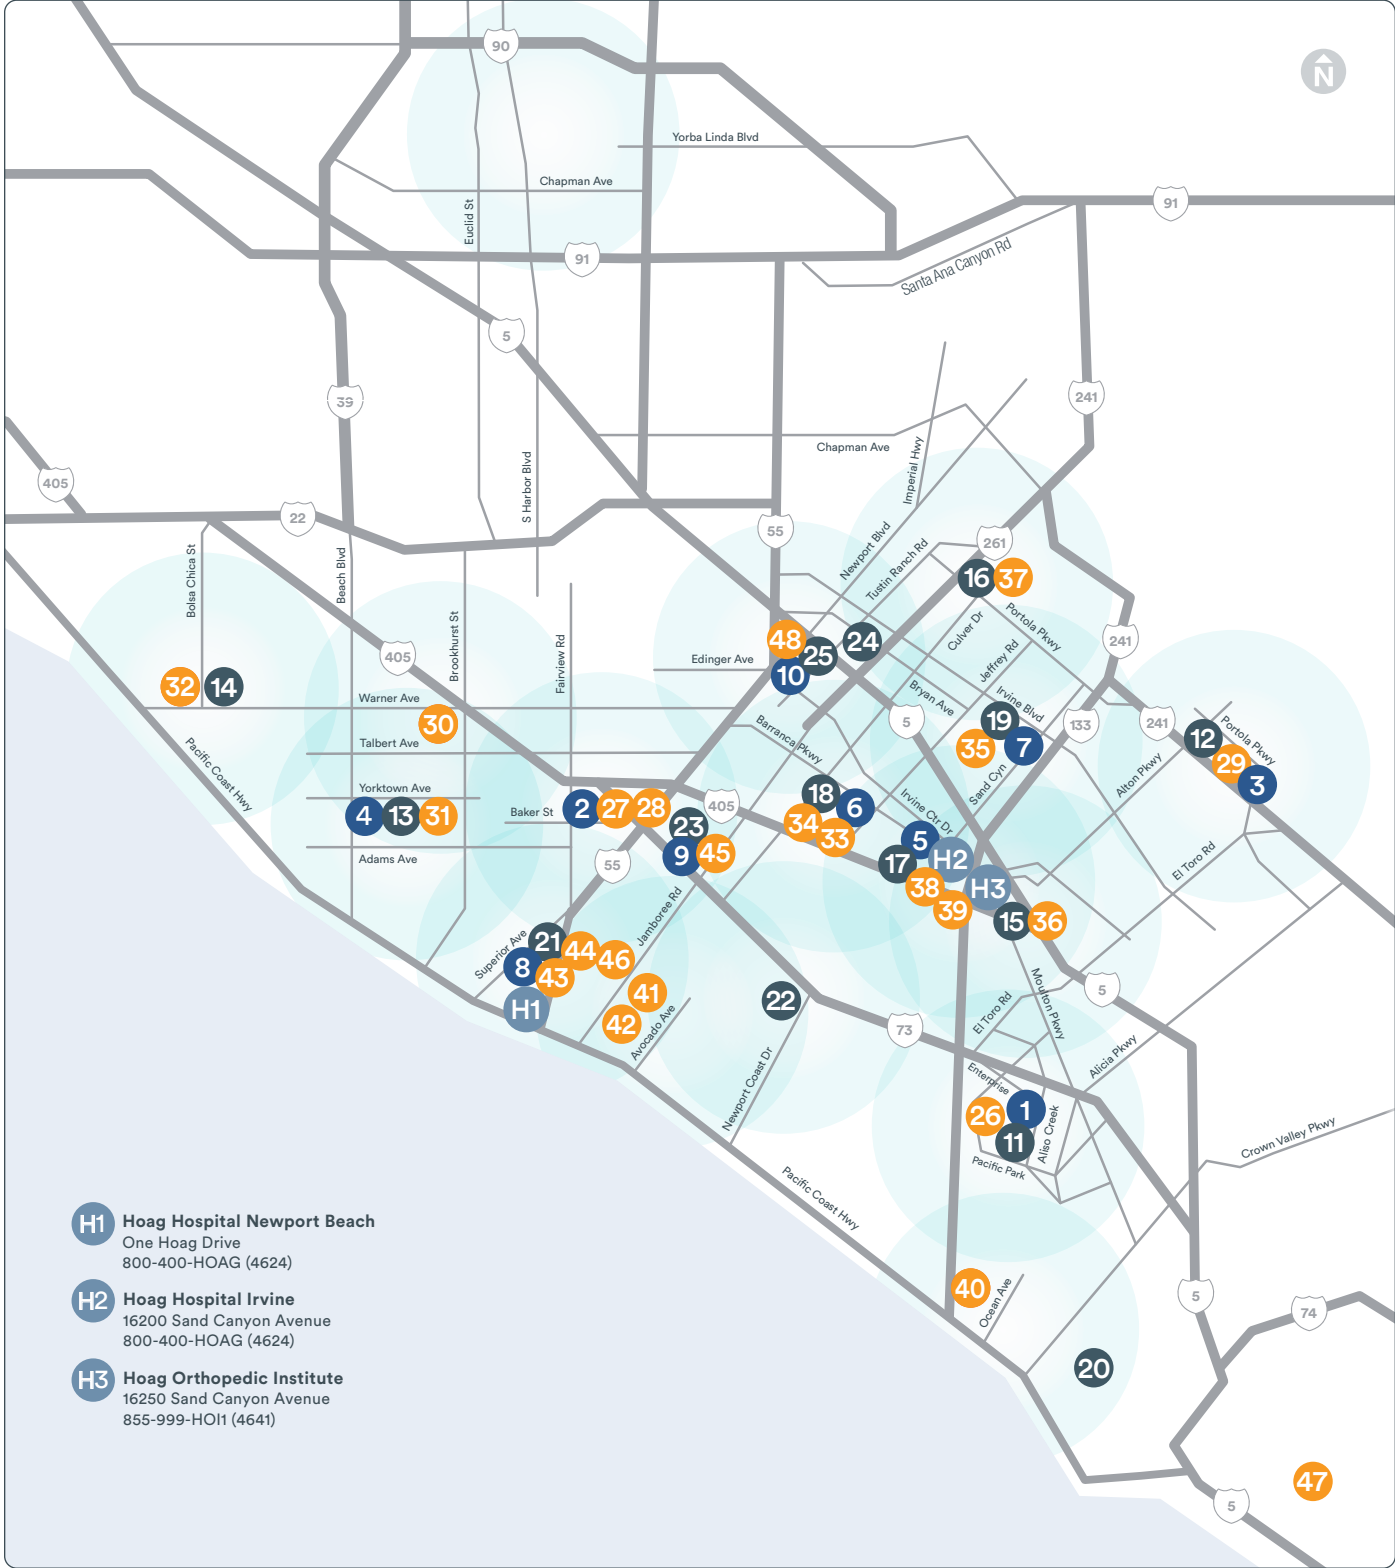 90
N
Yorba Linda Blvd
Chapman Ave
91
Euclid St
91
Santa Ana Canyon Rd
5
39
241
Chapman Ave
Imperial Hwy
S Harbor Blvd
405
22
55
261
Newport Blvd
Tustin Ranch Rd
Bolsa Chica St
Beach Blvd
Brookhurst St
Fairview Rd
16
37
Culver Dr
Portola Pkwy
Jeffrey Rd
48
25
24
10
241
405
Edinger Ave
32
14
Warner Ave
30
Bryan Ave
Irvine Blvd
5
19
35
7
133
241
12
29
3
Portola Pkwy
Barranca Pkwy
Talbert Ave
Pacific Coast Hwy
Sand Cyn
Alton Pkwy
Yorktown Ave
4
13
31
Baker St
2
27
28
23
405
9
45
18
6
34
33
Irvine Ctr Dr
5
H2
17
H3
38
39
15
36
El Toro Rd
Adams Ave
55
Jamboree Rd
Superior Ave
21
44
46
8
43
H1
41
42
Avocado Ave
22
Newport Coast Dr
73
El Toro Rd
Moulton Pkwy
5
Alicia Pkwy
Enterprise
26
1
11
Aliso Creek
Pacific Park
Crown Valley Pkwy
Pacific Coast Hwy
40
Ocean Ave
5
74
20
47
5
H1
Hoag Hospital Newport Beach
One Hoag Drive
800-400-HOAG (4624)
H2
Hoag Hospital Irvine
16200 Sand Canyon Avenue
800-400-HOAG (4624)
H3
Hoag Orthopedic Institute
16250 Sand Canyon Avenue
855-999-HOI1 (4641)